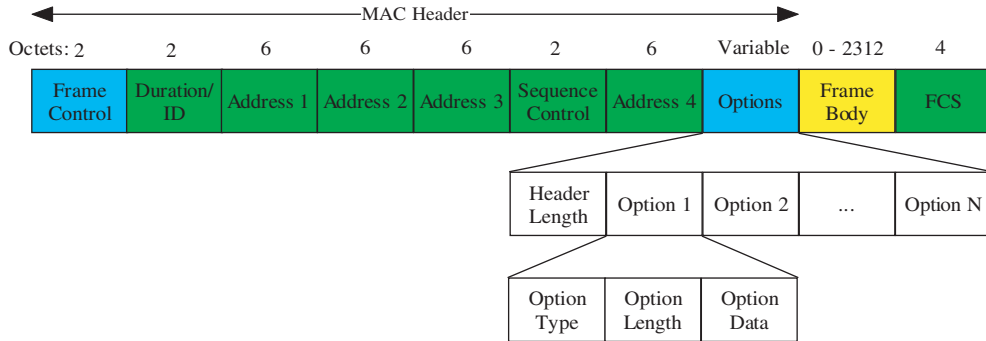 MAC Header
Octets: 2 2 6 6 6 2 6 Variable 0 - 2312 4
Frame Control
Duration/ ID
Address 1
Address 2
Address 3
Sequence Control
Address 4
Options
Frame Body
FCS
Header Length
Option 1
Option 2
...
Option N
Option Type
Option Length
Option Data